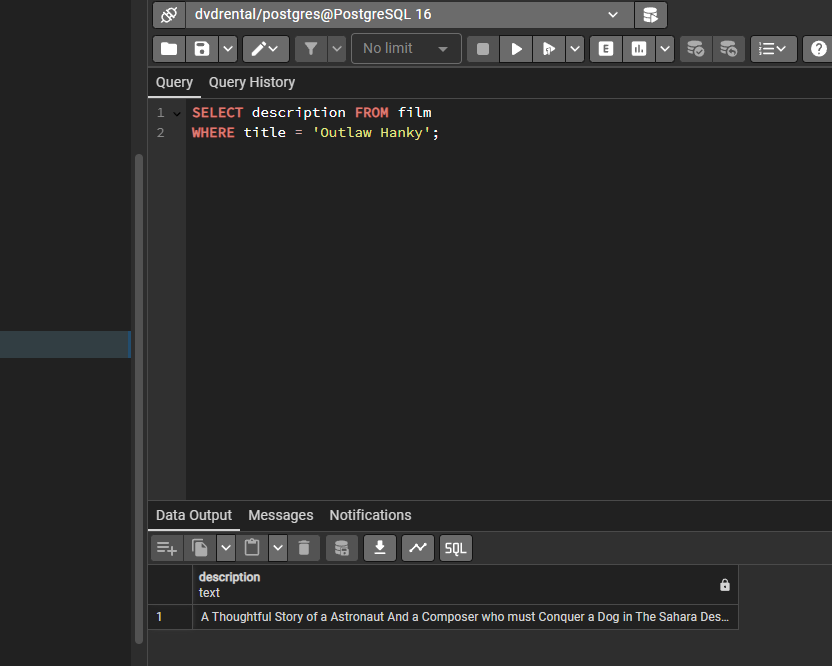 dvdrental/postgres@PostgreSQL 16
No limit
E
Query Query History
1 SELECT description FROM film
2 WHERE title = 'Outlaw Hanky';
Data Output Messages Notifications
SQL
description
text
1 A Thoughtful Story of a Astronaut And a Composer who must Conquer a Dog in The Sahara Des...